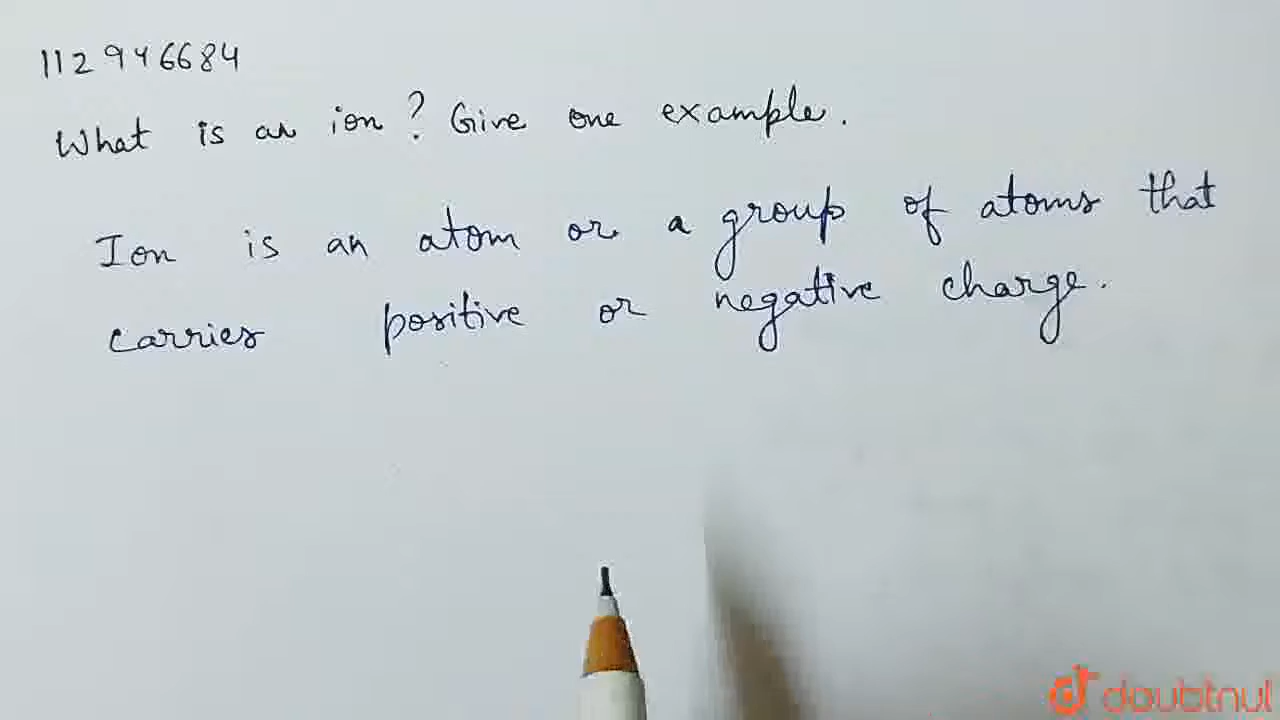 112946684
What is an ion? Give one example.
Ion is an atom or a group of atoms that
carries positive or negative charge.
doubtnut